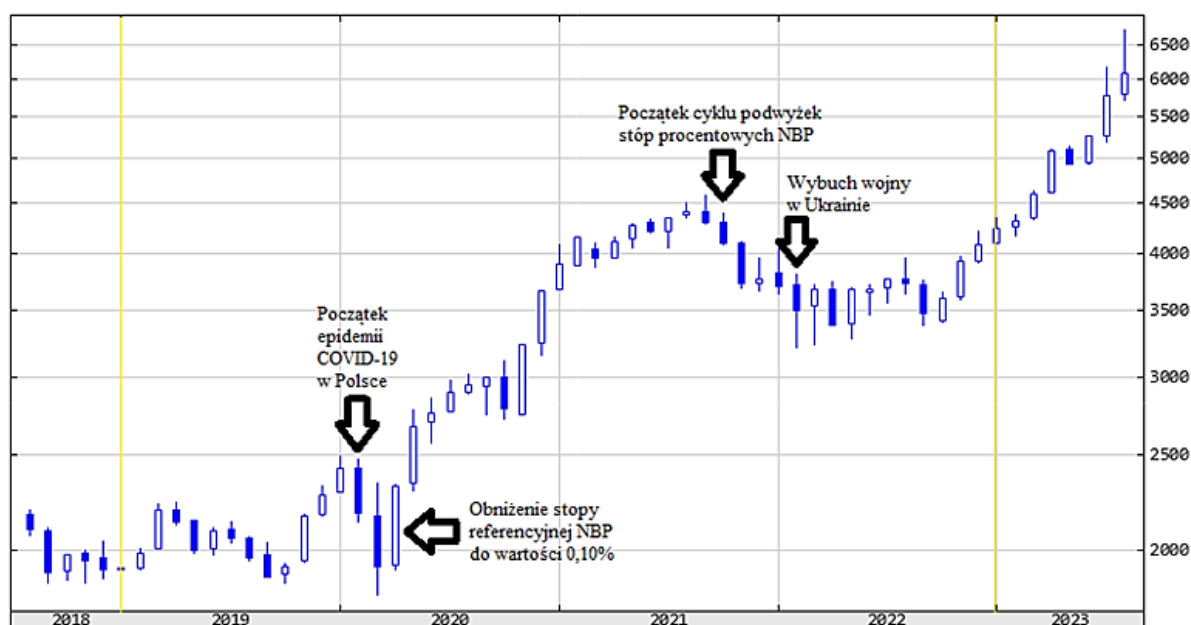 6500
6000
5500
5000
4500
4000
3500
3000
2500
2000
Początek cyklu podwyżek
stóp procentowych NBP
Wybuch wojny
w Ukrainie
Początek
epidemii
COVID-19
w Polsce
Obniżenie stopy
referencyjnej NBP
do wartości 0,10%
2018
2019
2020
2021
2022
2023